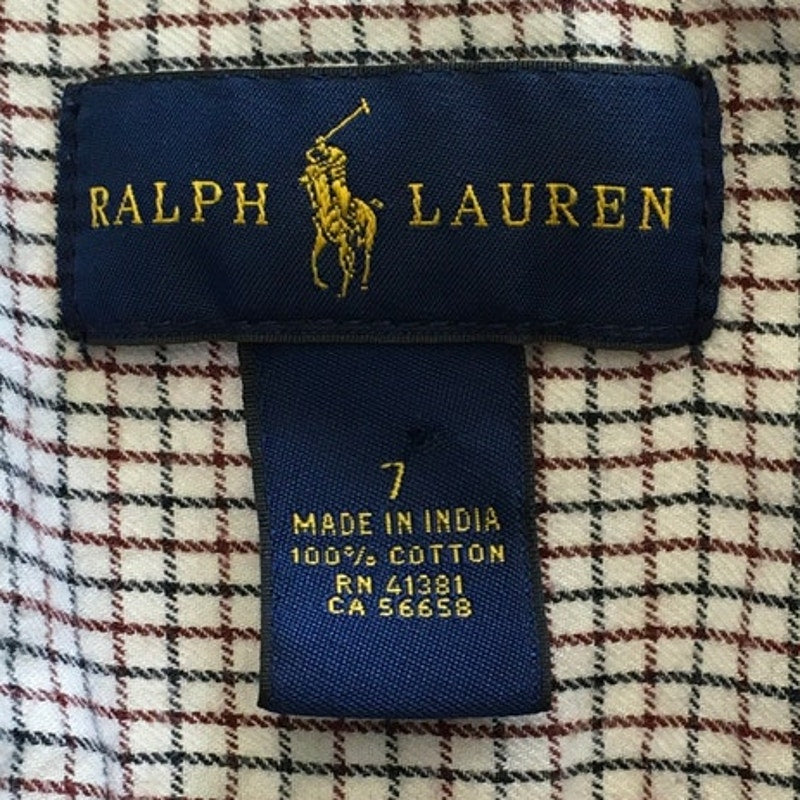 RALPH LAUREN
7
MADE IN INDIA
100% COTTON
RN 41381
CA 56658